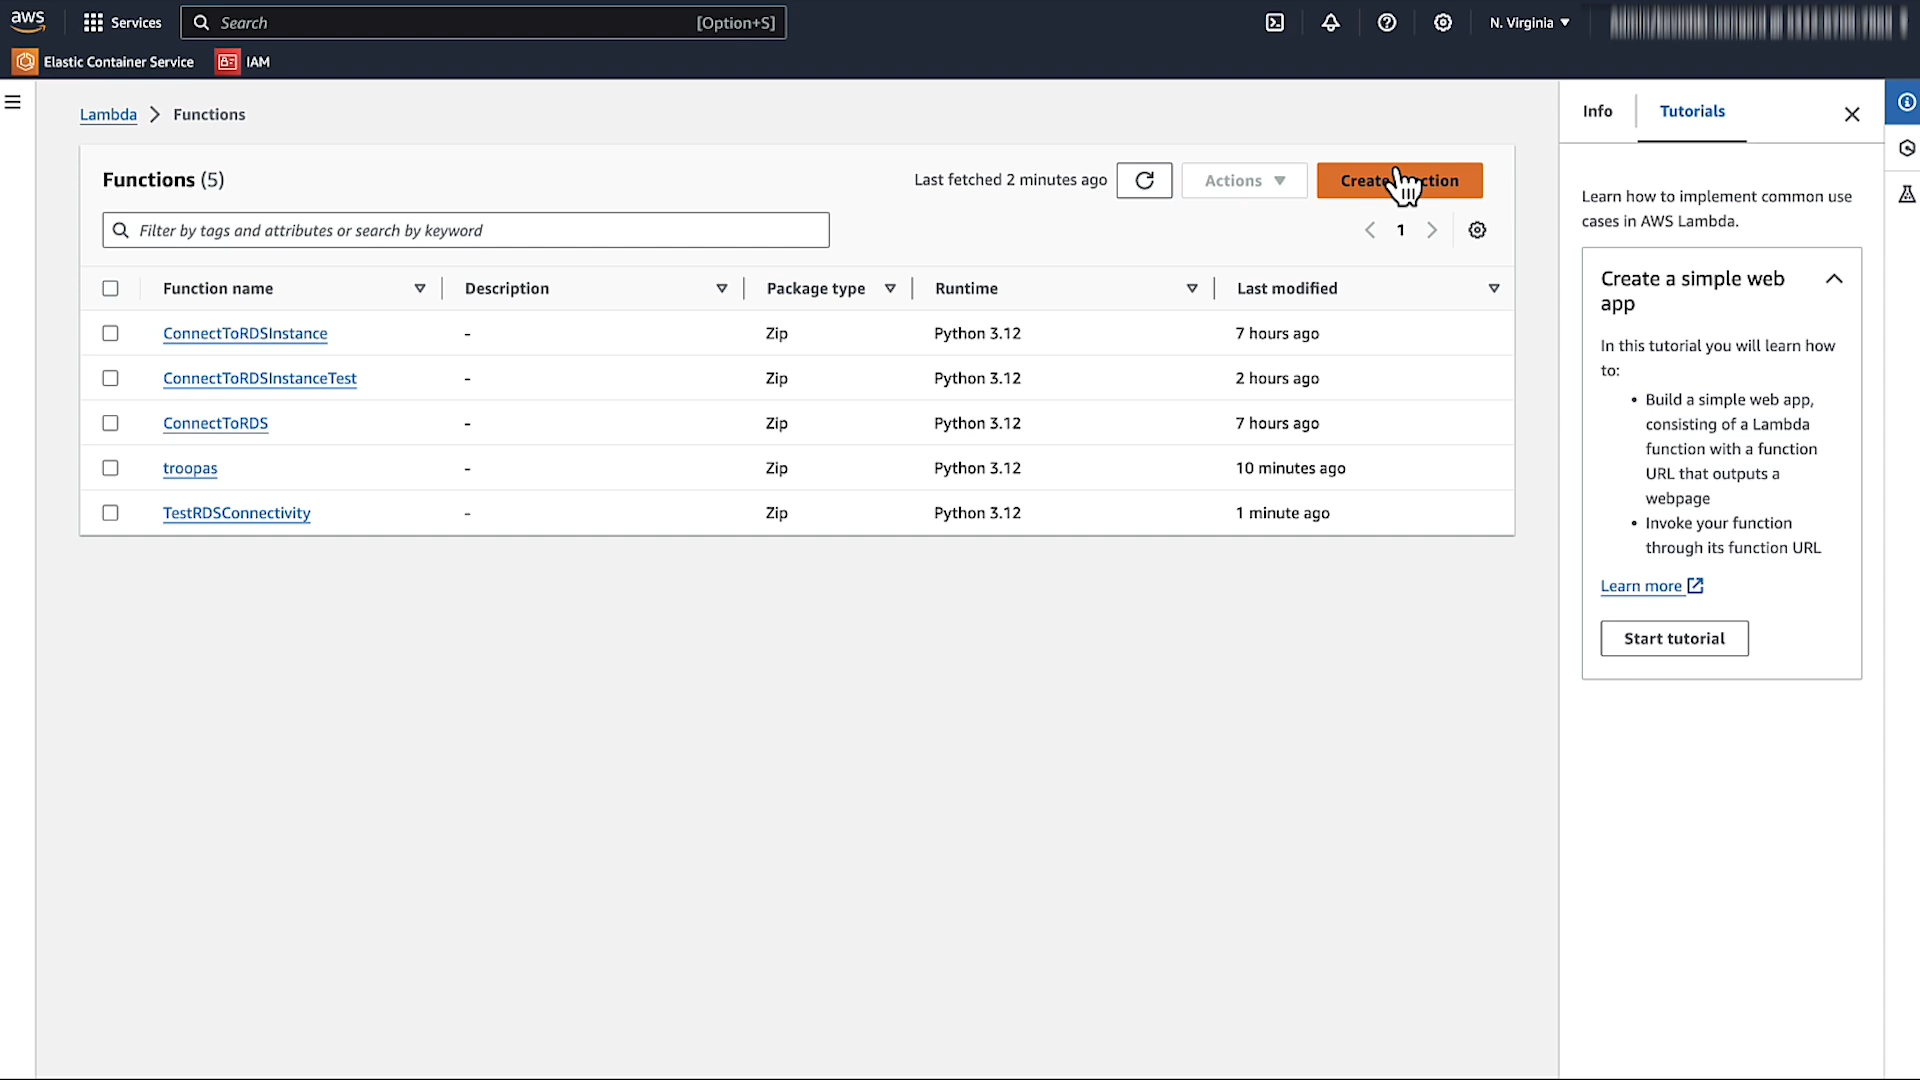 aws
Services
Search
[Option+S]
N. Virginia
Elastic Container Service
IAM
Lambda
Functions
Functions (5)
Last fetched 2 minutes ago
Actions
Create function
Filter by tags and attributes or search by keyword
1
Function name
Description
Package type
Runtime
Last modified
ConnectToRDSInstance - Zip Python 3.12 7 hours ago
ConnectToRDSInstanceTest - Zip Python 3.12 2 hours ago
ConnectToRDS - Zip Python 3.12 7 hours ago
troopas - Zip Python 3.12 10 minutes ago
TestRDSConnectivity - Zip Python 3.12 1 minute ago
Info
Tutorials
Learn how to implement common use
cases in AWS Lambda.
Create a simple web
app
In this tutorial you will learn how
to:
• Build a simple web app,
consisting of a Lambda
function with a function
URL that outputs a
webpage
• Invoke your function
through its function URL
Learn more
Start tutorial